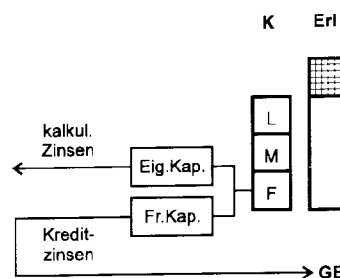 K Erl
L
kalkul.
Zinsen
Eig.Kap.
M
F
Fr.Kap.
Kredit-
zinsen
GE